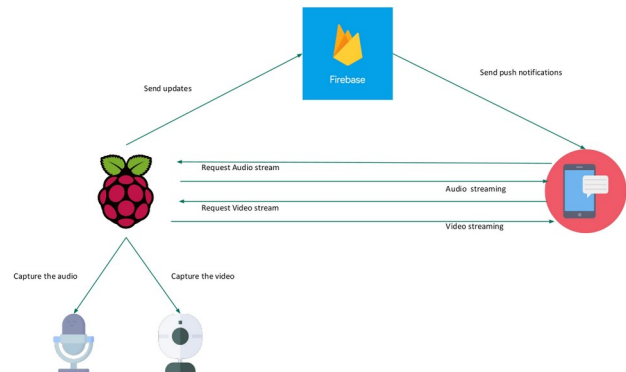 Firebase
Send push notifications
Send updates
Request Audio stream
Audio  streaming
Request Video stream
Video streaming
Capture the audio
Capture the video